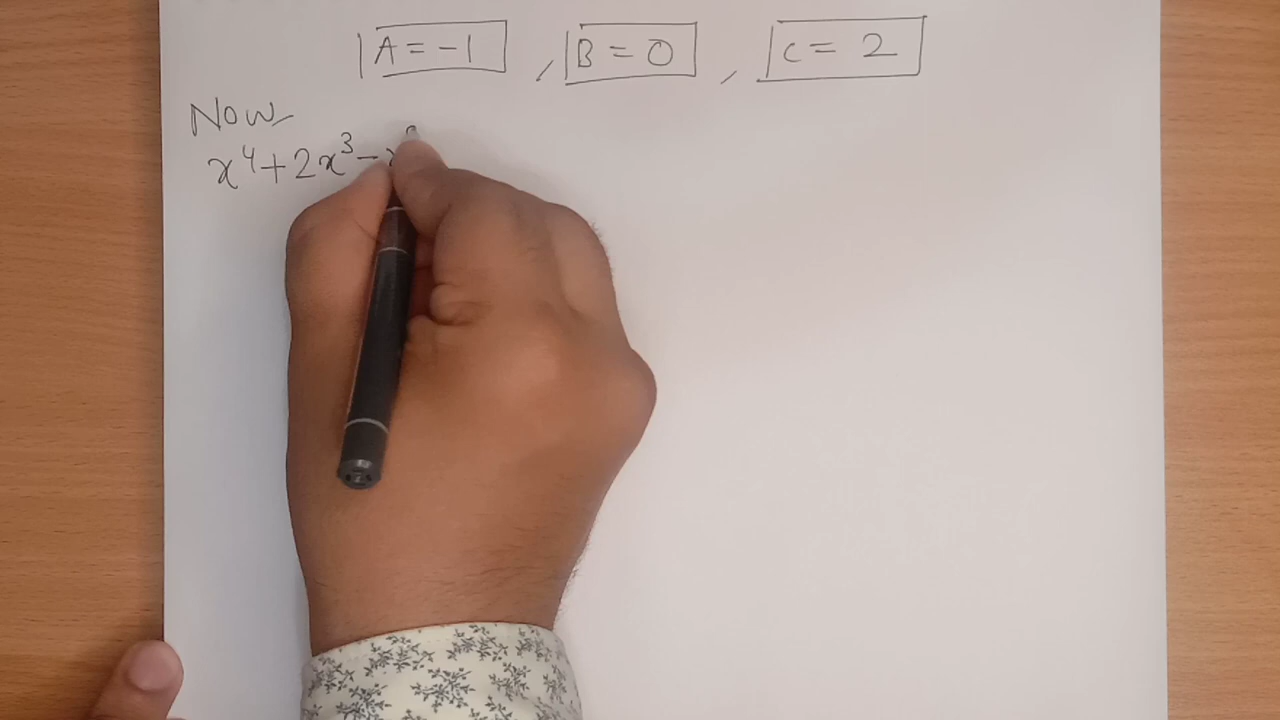 A = -1 , B = 0 , C = 2
Now
x⁴ + 2x³ -